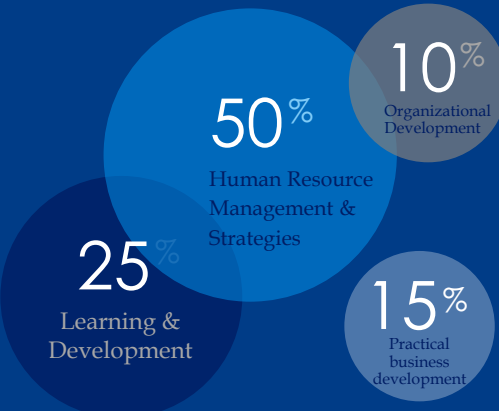 10%
Organizational
Development
50%
Human Resource
Management &
Strategies
25%
Learning &
Development
15%
Practical
business
development